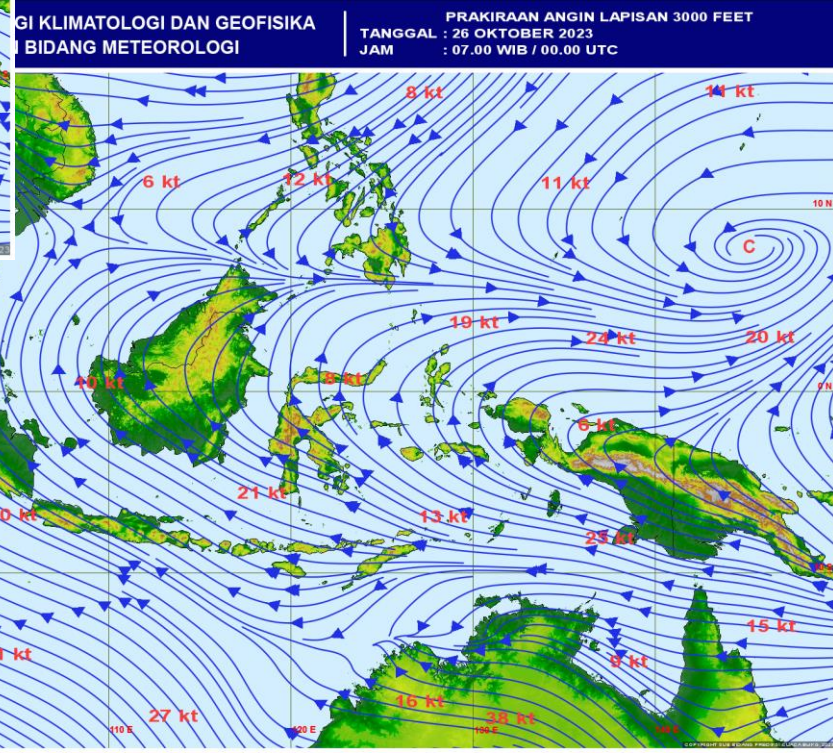 GI KLIMATOLOGI DAN GEOFISIKA
BIDANG METEOROLOGI
PRAKIRAAN ANGIN LAPISAN 3000 FEET
TANGGAL : 26 OKTOBER 2023
JAM : 07.00 WIB / 00.00 UTC
8 kt
11 kt
6 kt
12 kt
11 kt
10 N
C
19 kt
24 kt
20 kt
10 kt
8 kt
0 N
6 kt
21 kt
0 kt
13 kt
25 kt
15 kt
kt
9 kt
16 kt
27 kt
38 kt
110 E
120 E
130 E